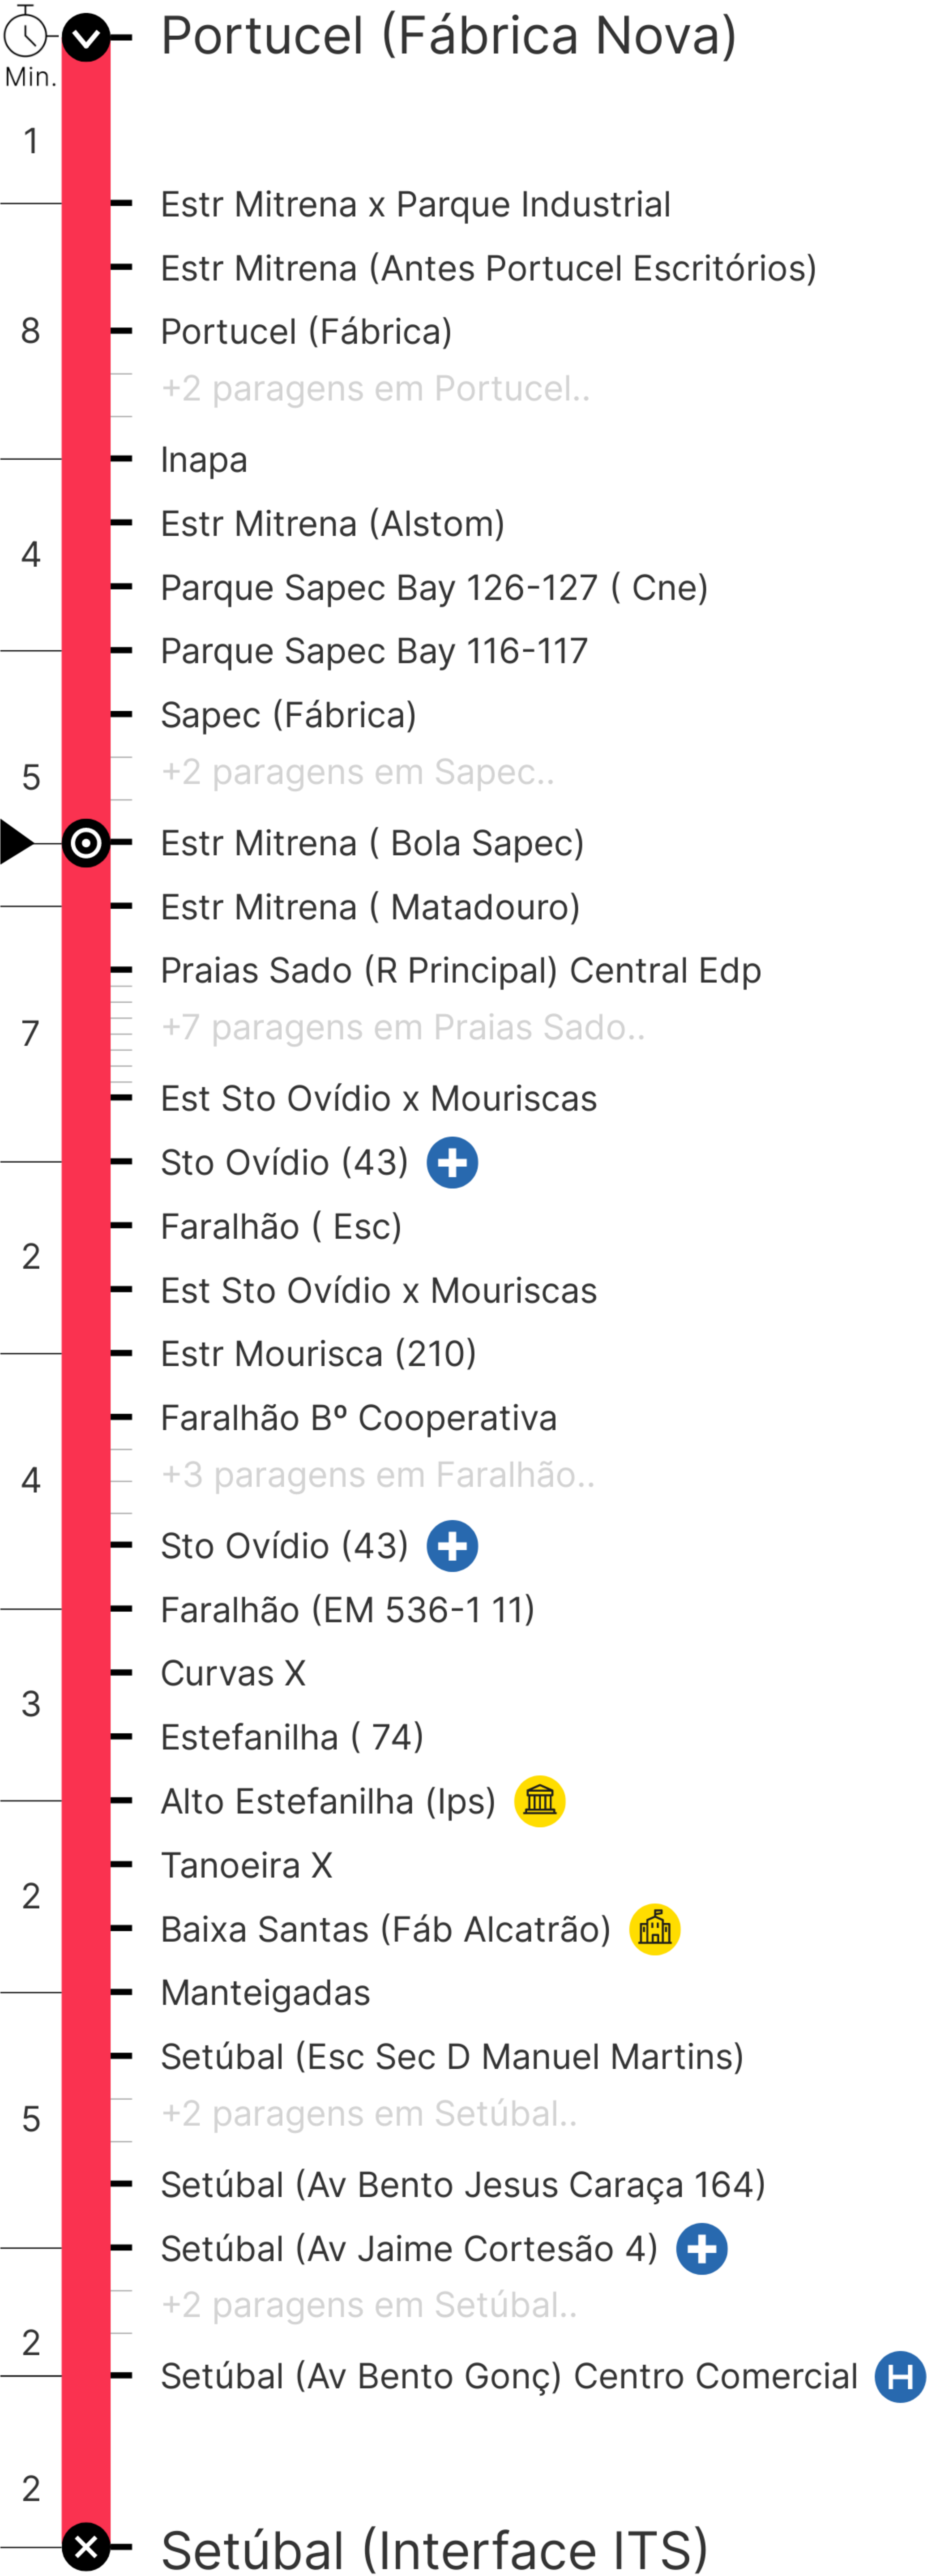 Portucel (Fábrica Nova)
Min.
1
Estr Mitrena x Parque Industrial
Estr Mitrena (Antes Portucel Escritórios)
8
Portucel (Fábrica)
+2 paragens em Portucel..
Inapa
Estr Mitrena (Alstom)
4
Parque Sapec Bay 126-127 ( Cne)
Parque Sapec Bay 116-117
Sapec (Fábrica)
+2 paragens em Sapec..
5
Estr Mitrena ( Bola Sapec)
Estr Mitrena ( Matadouro)
Praias Sado (R Principal) Central Edp
+7 paragens em Praias Sado..
7
Est Sto Ovídio x Mouriscas
Sto Ovídio (43)
Faralhão ( Esc)
2
Est Sto Ovídio x Mouriscas
Estr Mourisca (210)
Faralhão Bº Cooperativa
+3 paragens em Faralhão..
4
Sto Ovídio (43)
Faralhão (EM 536-1 11)
Curvas X
3
Estefanilha ( 74)
Alto Estefanilha (Ips)
Tanoeira X
2
Baixa Santas (Fáb Alcatrão)
Manteigadas
Setúbal (Esc Sec D Manuel Martins)
+2 paragens em Setúbal..
5
Setúbal (Av Bento Jesus Caraça 164)
Setúbal (Av Jaime Cortesão 4)
+2 paragens em Setúbal..
2
Setúbal (Av Bento Gonç) Centro Comercial H
2
Setúbal (Interface ITS)